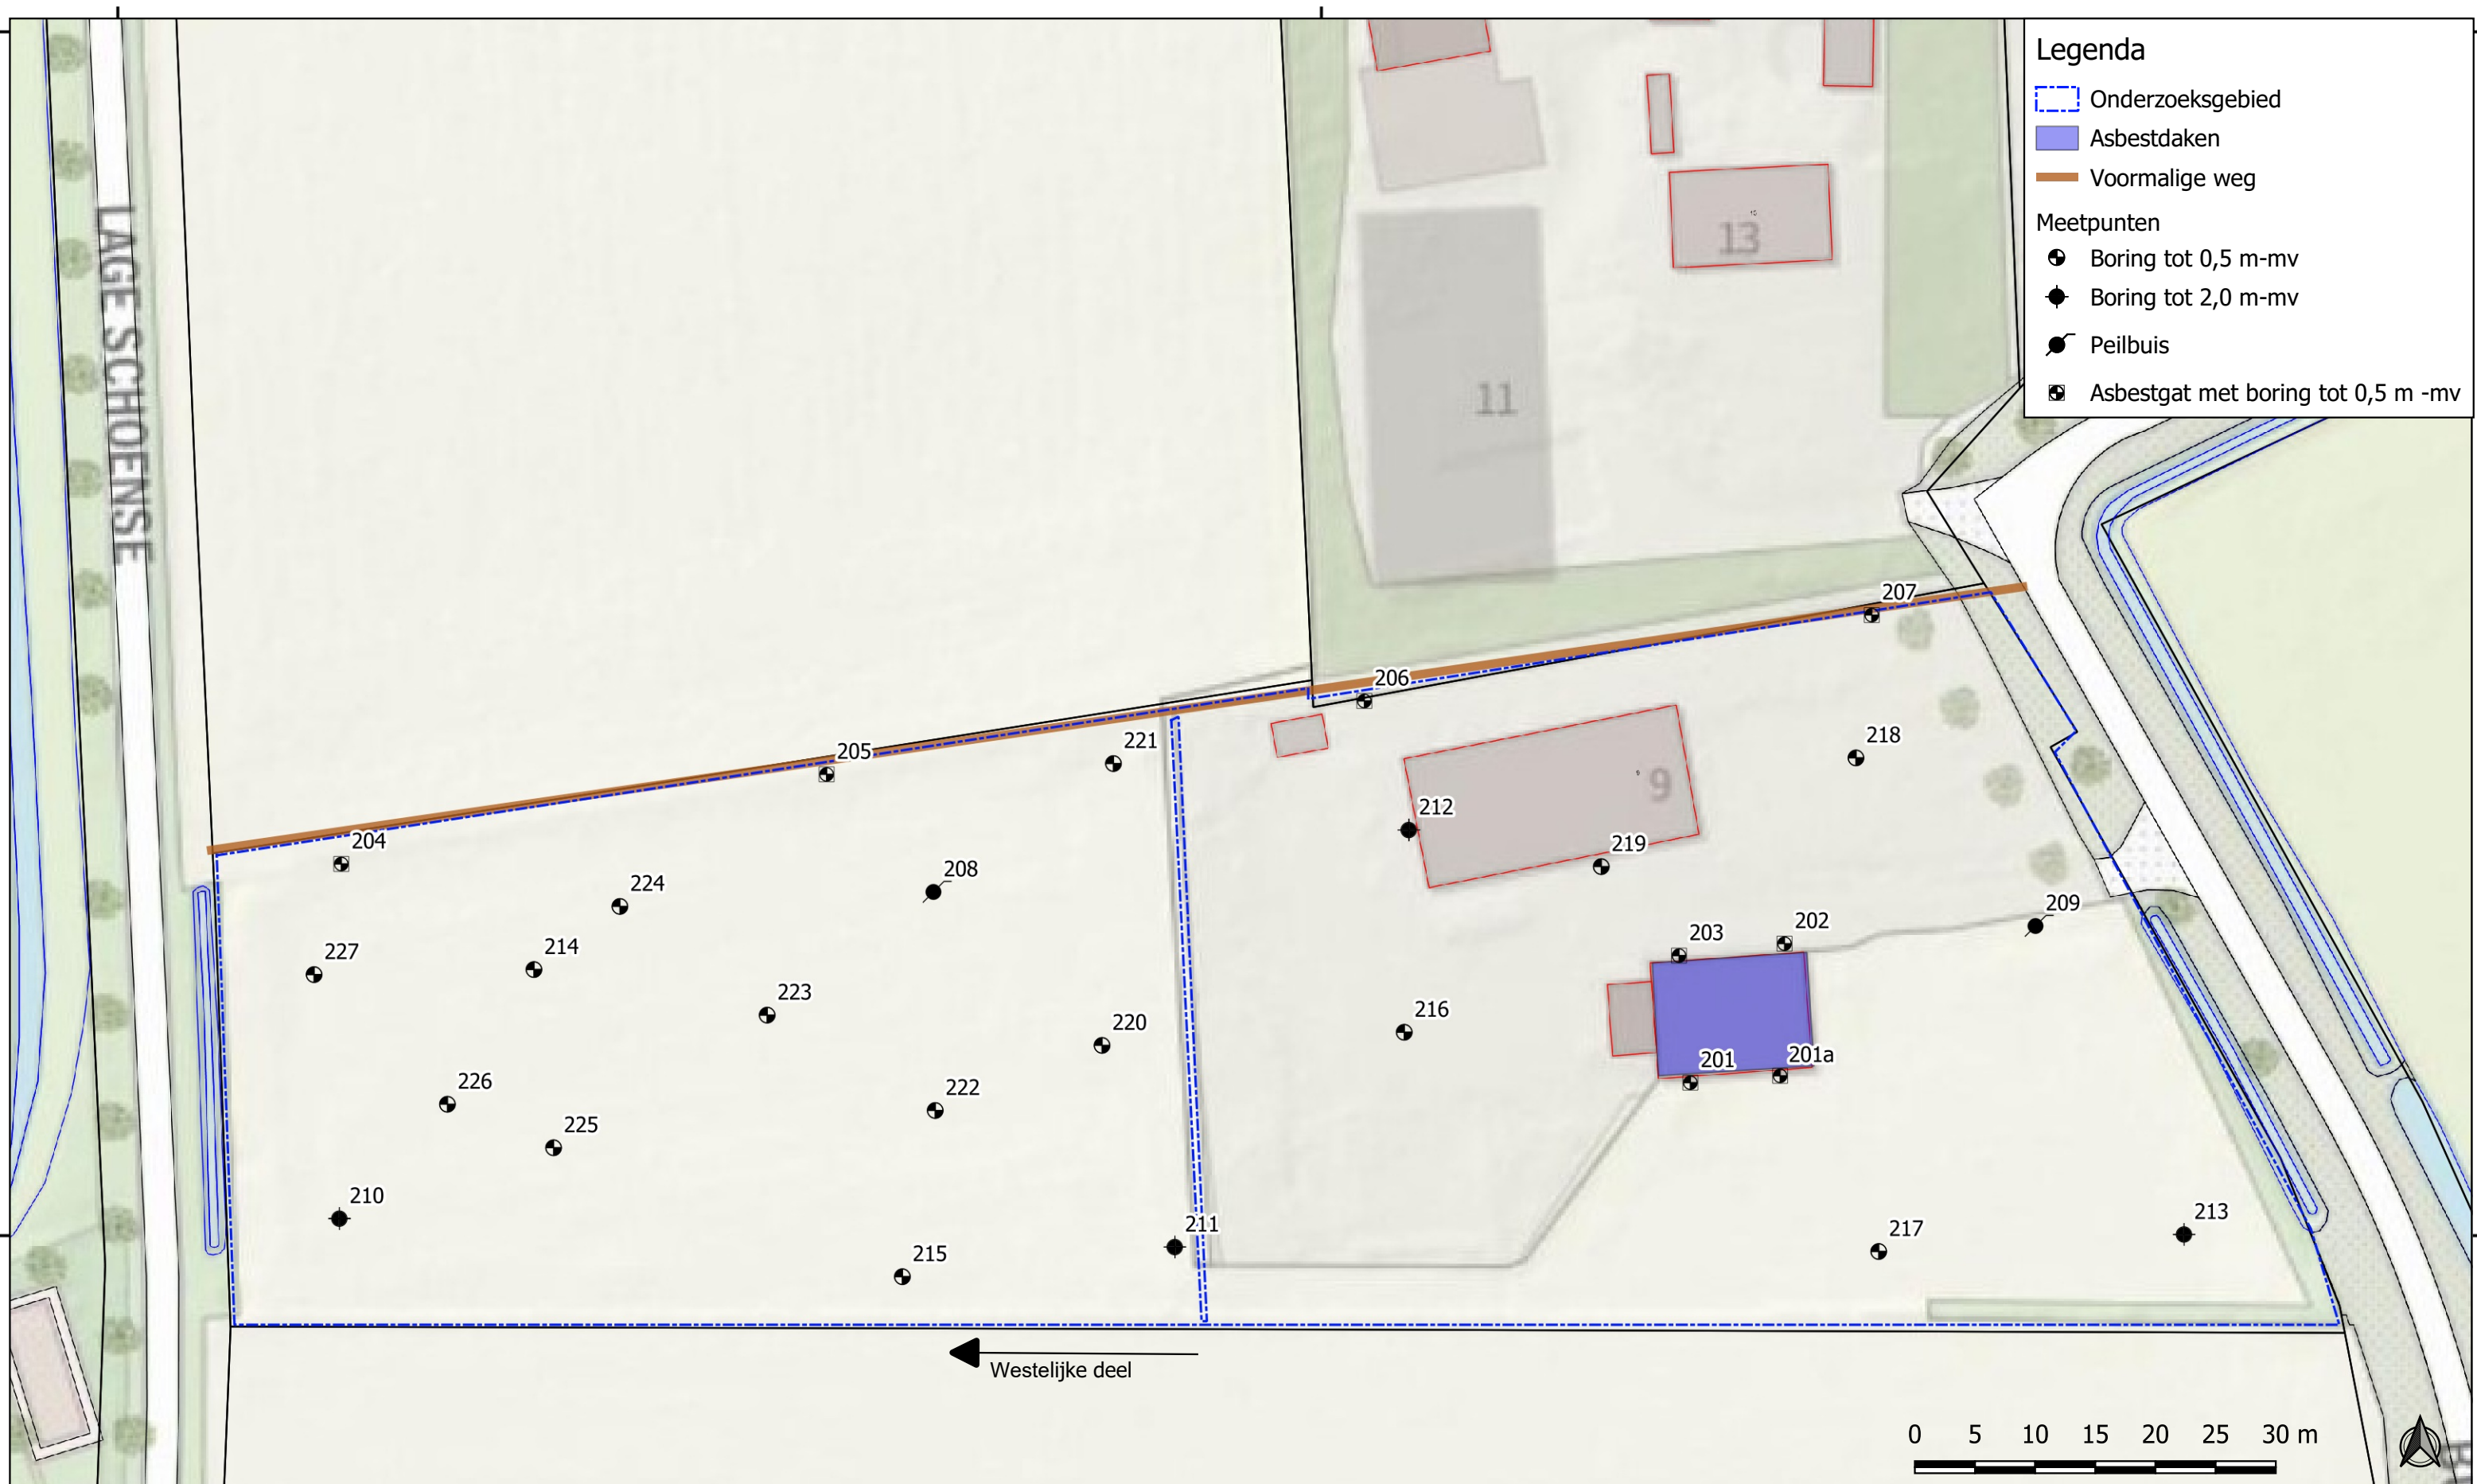 Legenda
Onderzoeksgebied
Asbestdaken
Voormalige weg
Meetpunten
Boring tot 0,5 m-mv
Boring tot 2,0 m-mv
Peilbuis
Asbestgat met boring tot 0,5 m -mv
LAGE SCHOENSE
13
11
207
206
205
221
218
204
212
9
219
224
208
209
227
214
203
202
223
220
216
201
201a
226
222
225
210
211
213
217
215
Westelijke deel
0 5 10 15 20 25 30 m